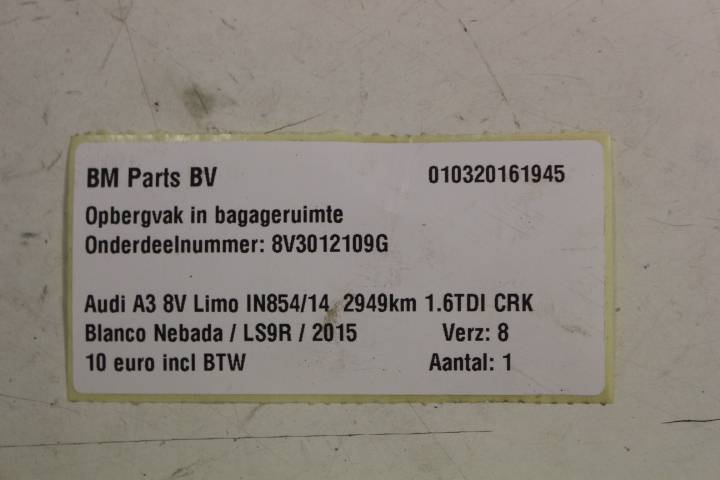 BM Parts BV 010320161945
Opbergvak in bagageruimte
Onderdeelnummer: 8V3012109G
Audi A3 8V Limo IN854/14 2949km 1.6TDI CRK
Blanco Nebada / LS9R / 2015 Verz: 8
10 euro incl BTW Aantal: 1